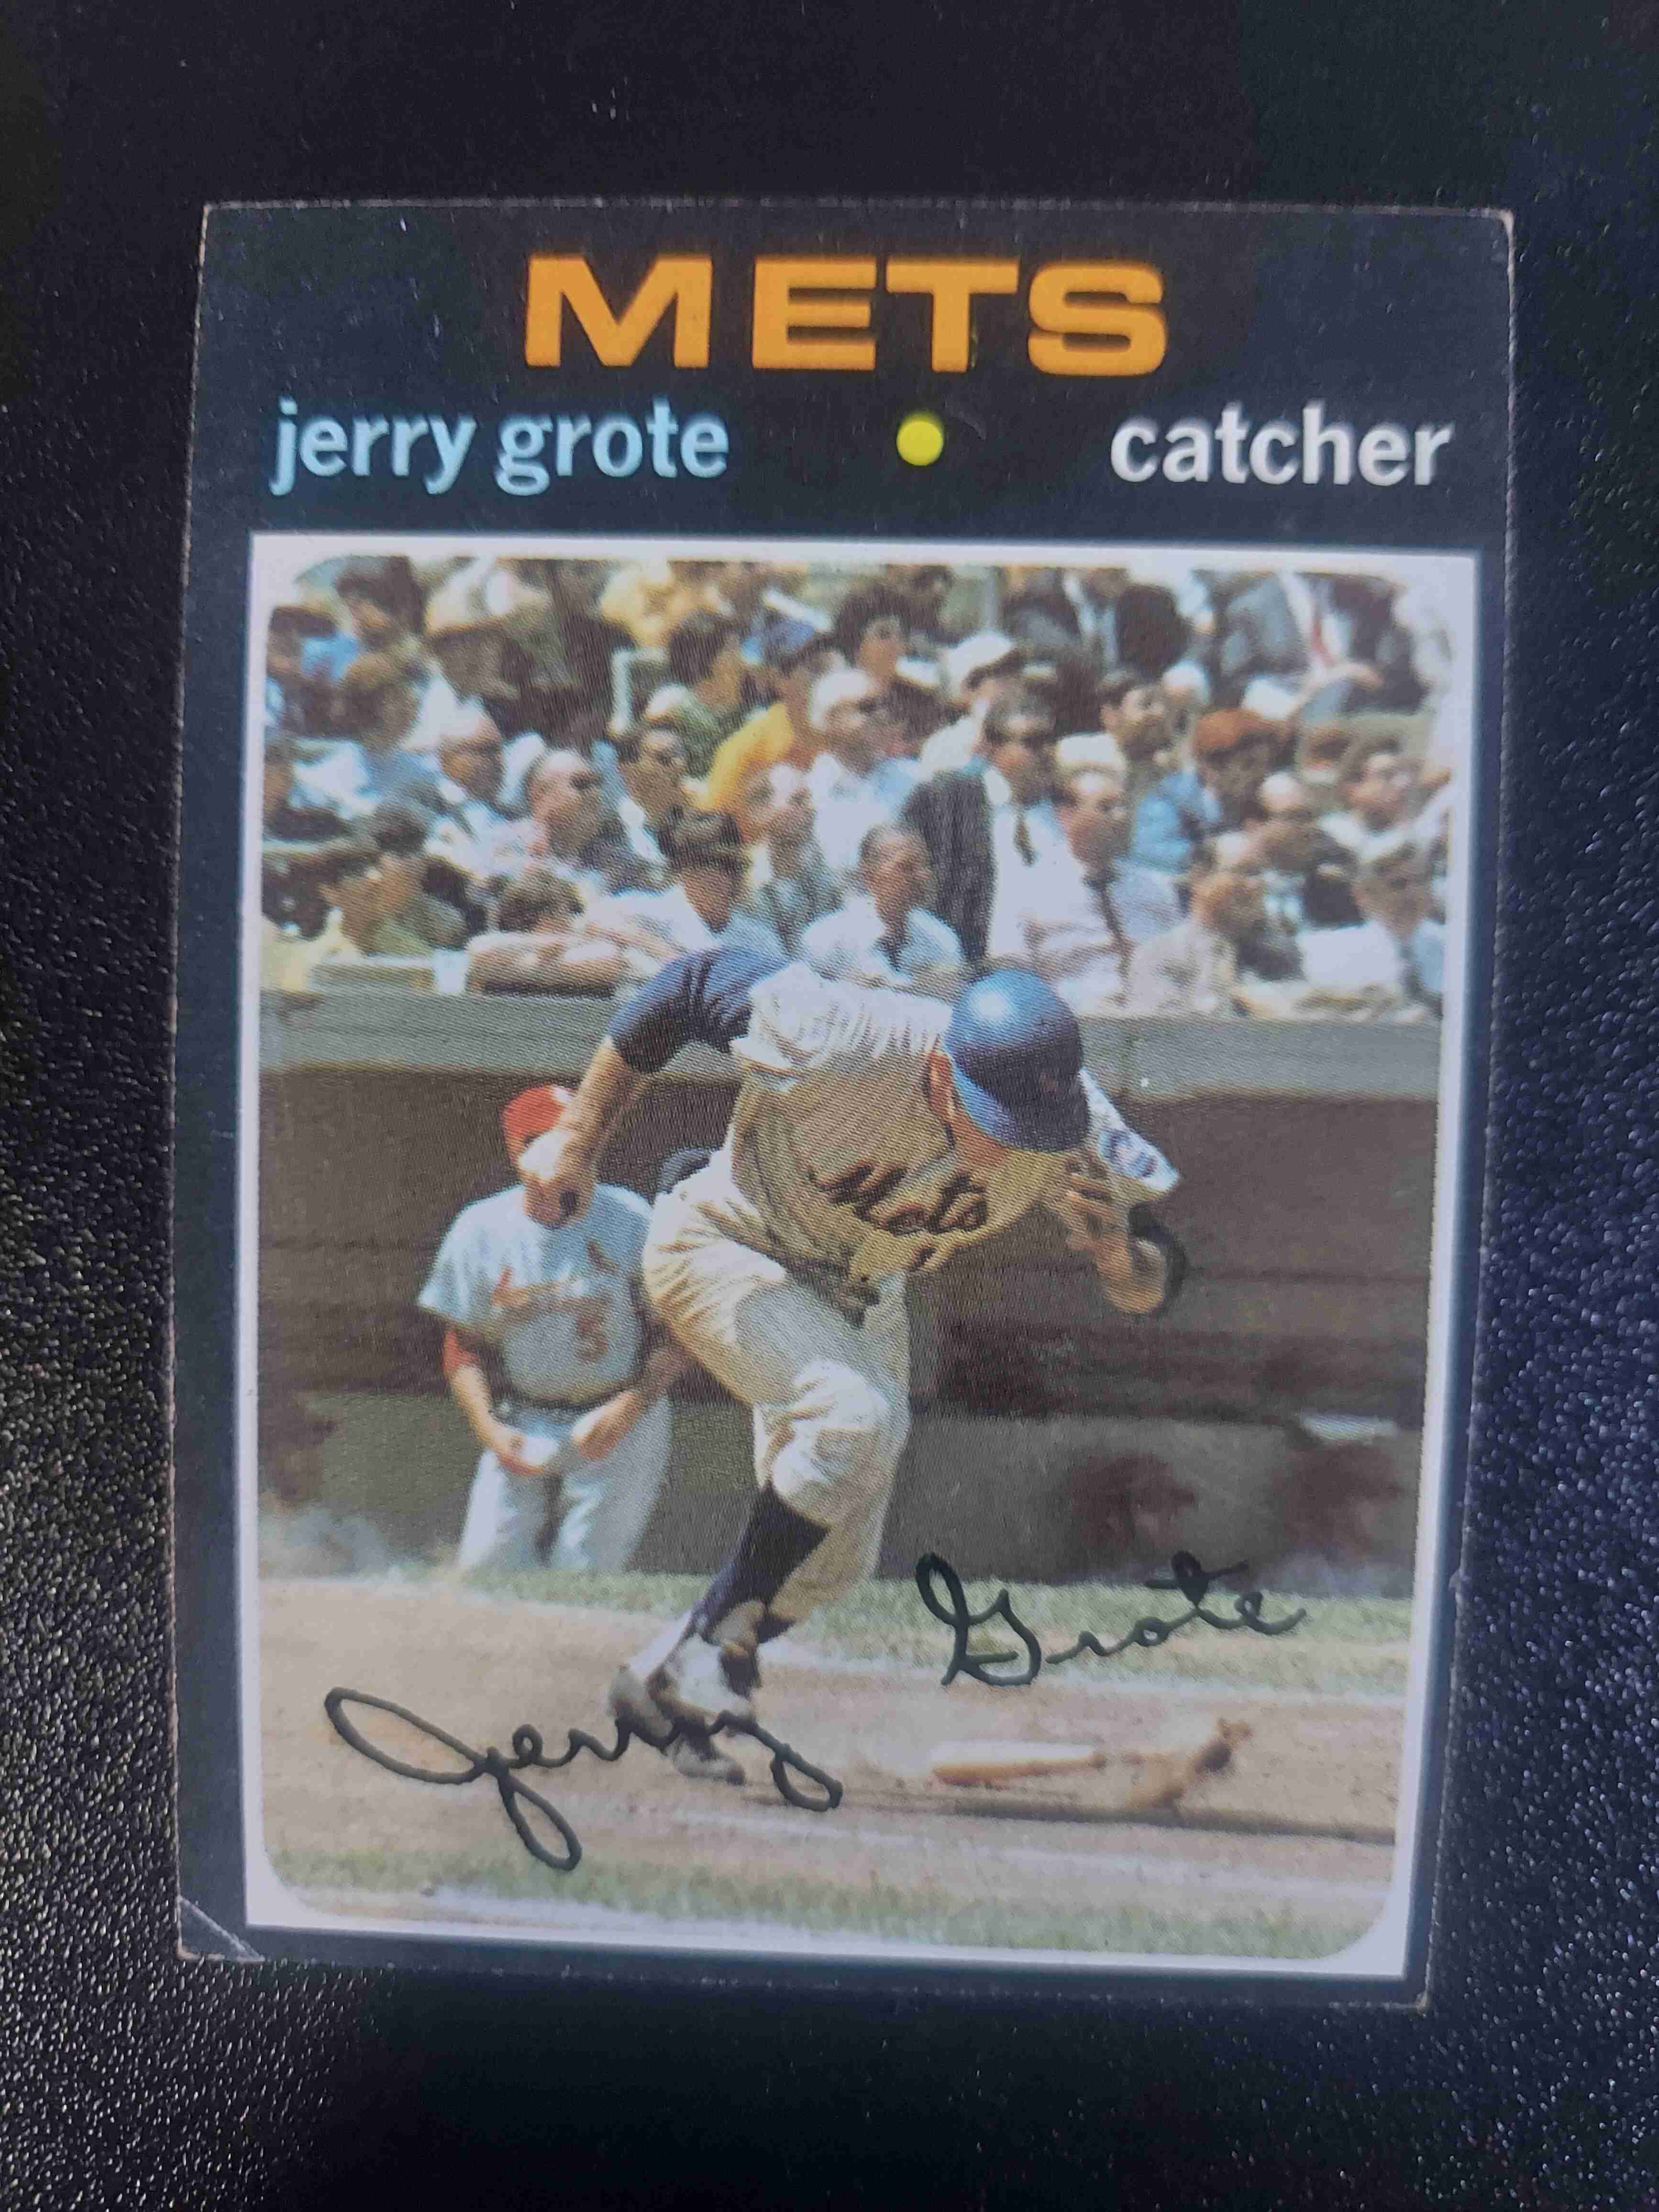 METS
jerry grote • catcher
Mets
Grote
Jerry